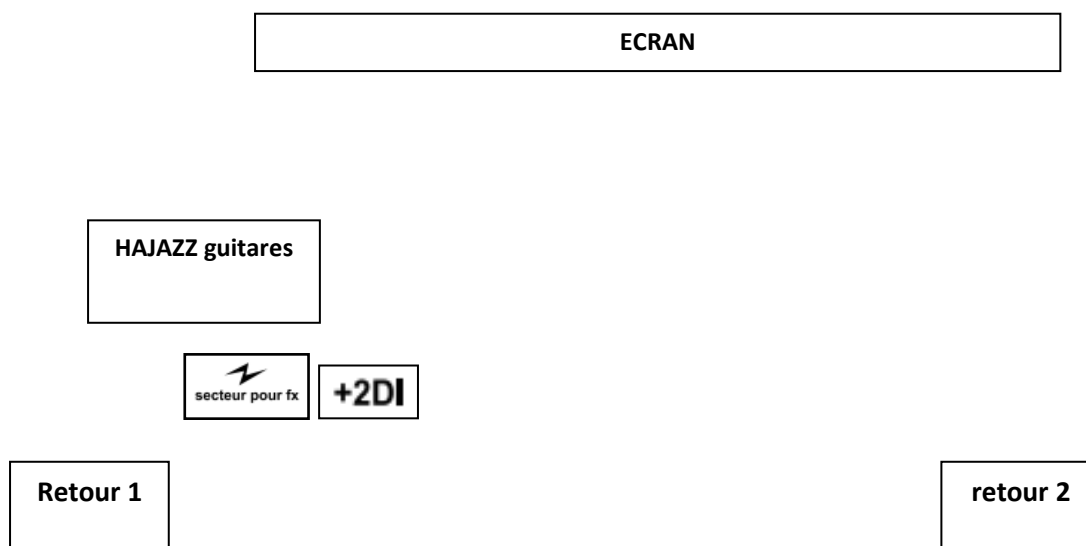 ECRAN
HAJAZZ guitares
secteur pour fx
+2DI
Retour 1
retour 2